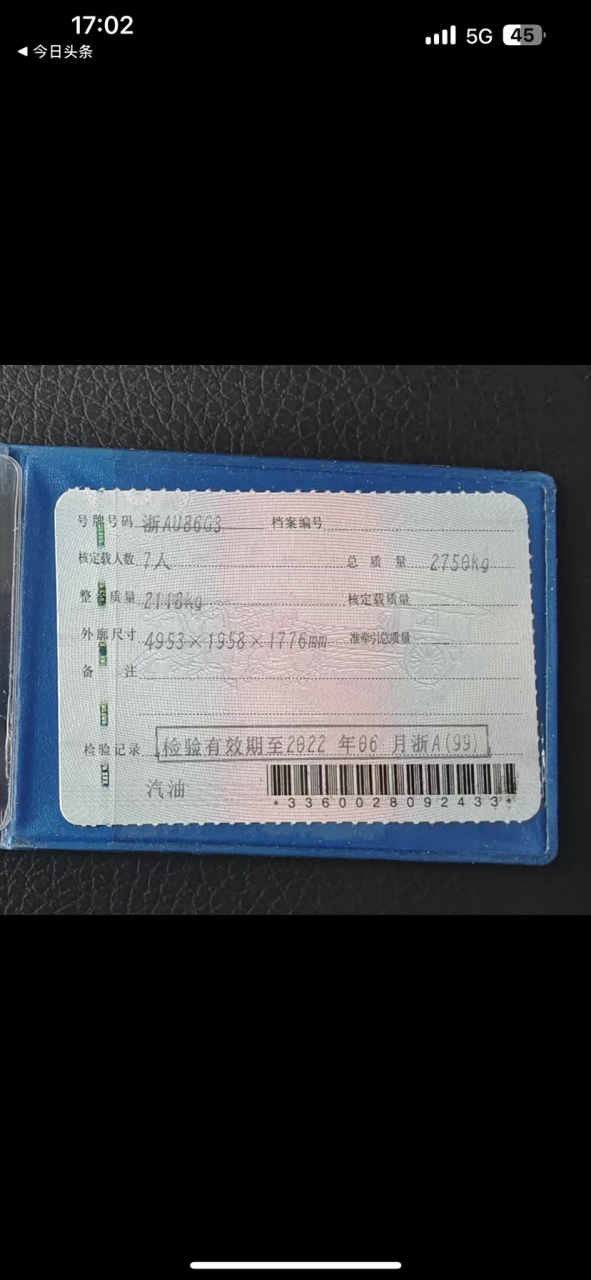 17:02
5G 45
◀ 今日头条
号牌号码 浙AU86G3 档案编号
核定载人数 7人 总质量 2750kg
整备质量 2118kg 核定载质量
外廓尺寸 4953×1958×1776mm 准牵引总质量
备注
检验记录 检验有效期至2022 年06 月浙A(99)
汽油
*3360028092433*